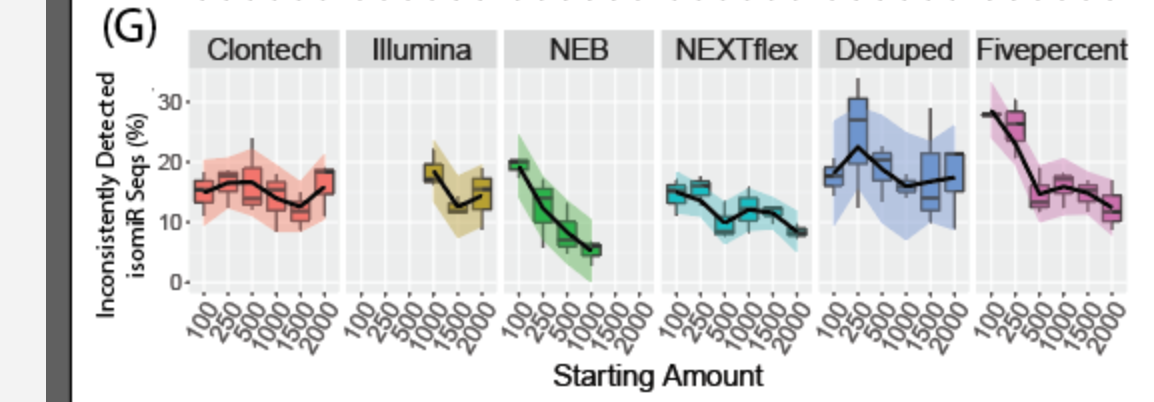 (G)
Clontech Illumina NEB NEXTflex Deduped Fivepercent
Inconsistently Detected
isomiR Seqs (%)
30
20
10
0
100 250 500 1000 1500 2000 100 250 500 1000 1500 2000 100 250 500 1000 1500 2000 100 250 500 1000 1500 2000 100 250 500 1000 1500 2000 100 250 500 1000 1500 2000
Starting Amount